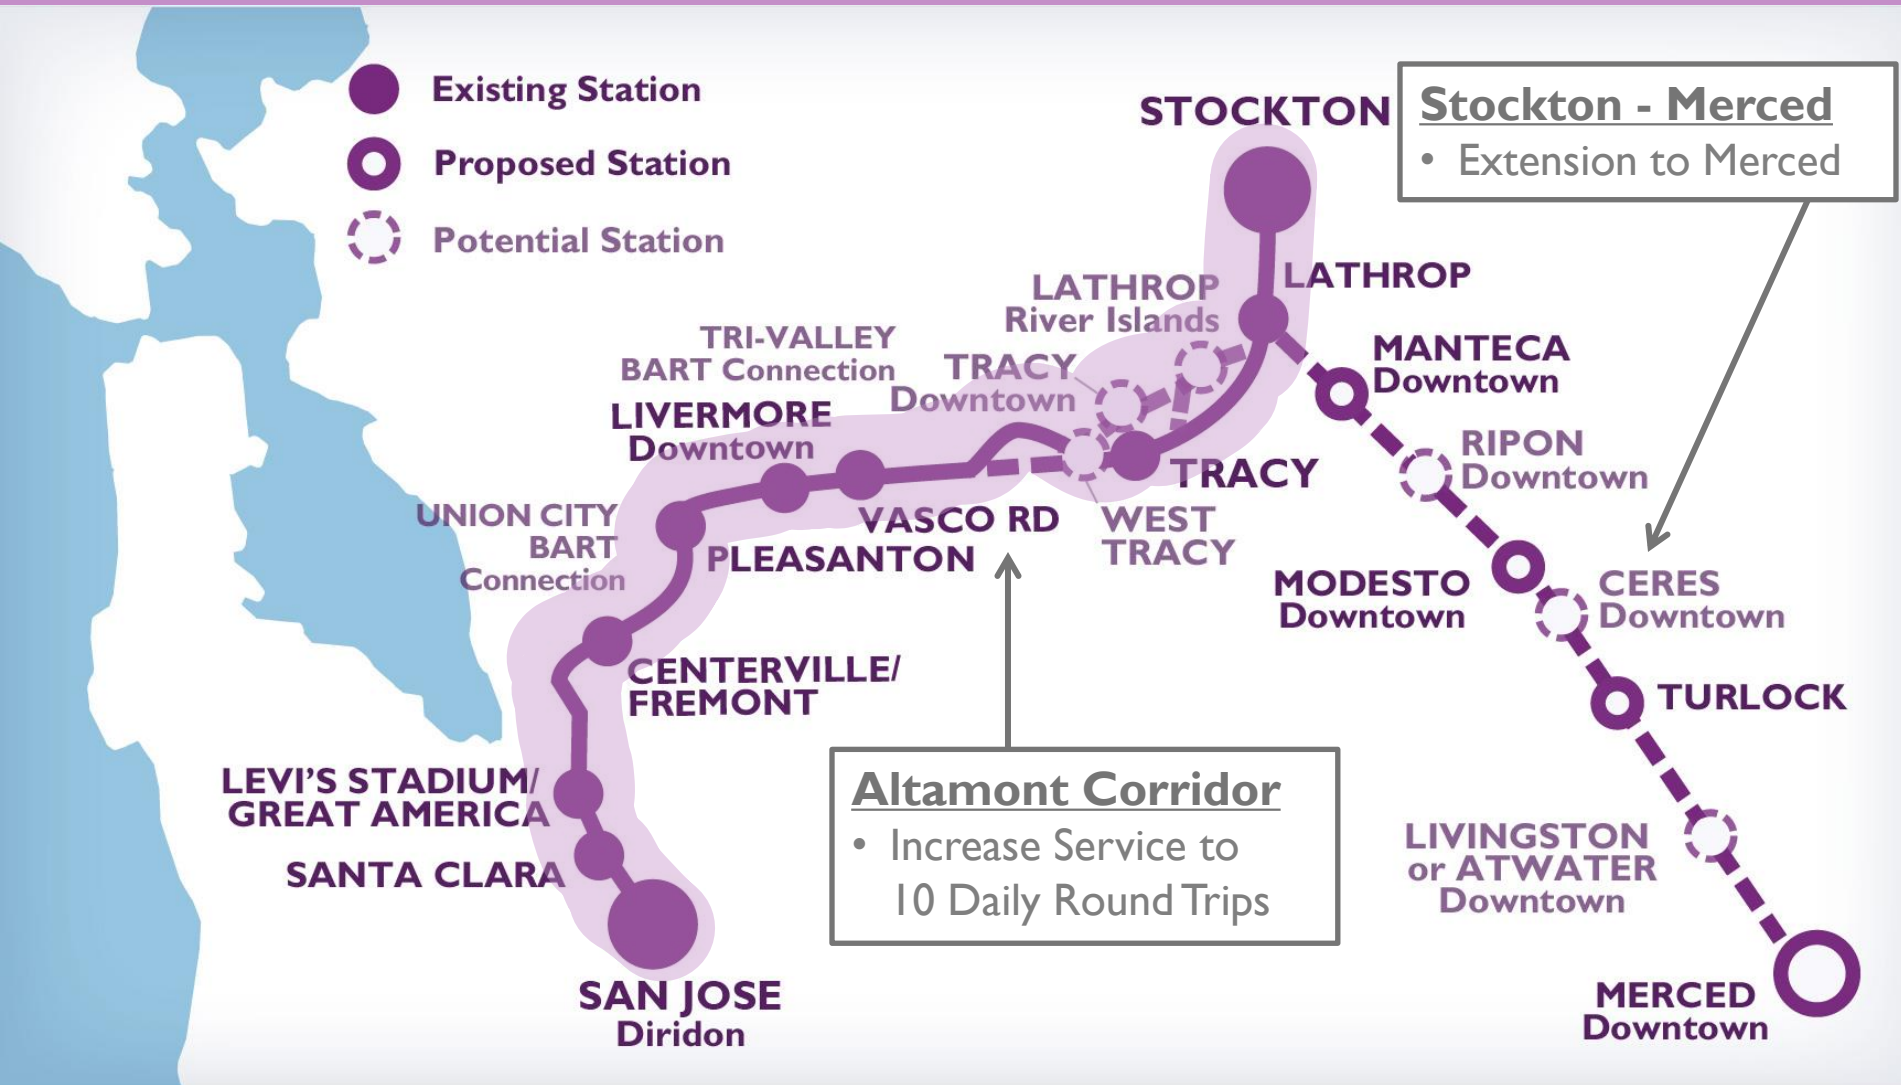 Existing Station
Proposed Station
Potential Station
STOCKTON
Stockton - Merced
• Extension to Merced
LATHROP
LATHROP
River Islands
TRI-VALLEY
BART Connection
TRACY
Downtown
MANTECA
Downtown
LIVERMORE
Downtown
RIPON
Downtown
TRACY
UNION CITY
BART
Connection
VASCO RD
PLEASANTON
WEST
TRACY
MODESTO
Downtown
CERES
Downtown
CENTERVILLE/
FREMONT
TURLOCK
LEVI'S STADIUM/
GREAT AMERICA
SANTA CLARA
Altamont Corridor
• Increase Service to
10 Daily Round Trips
LIVINGSTON
or ATWATER
Downtown
SAN JOSE
Diridon
MERCED
Downtown